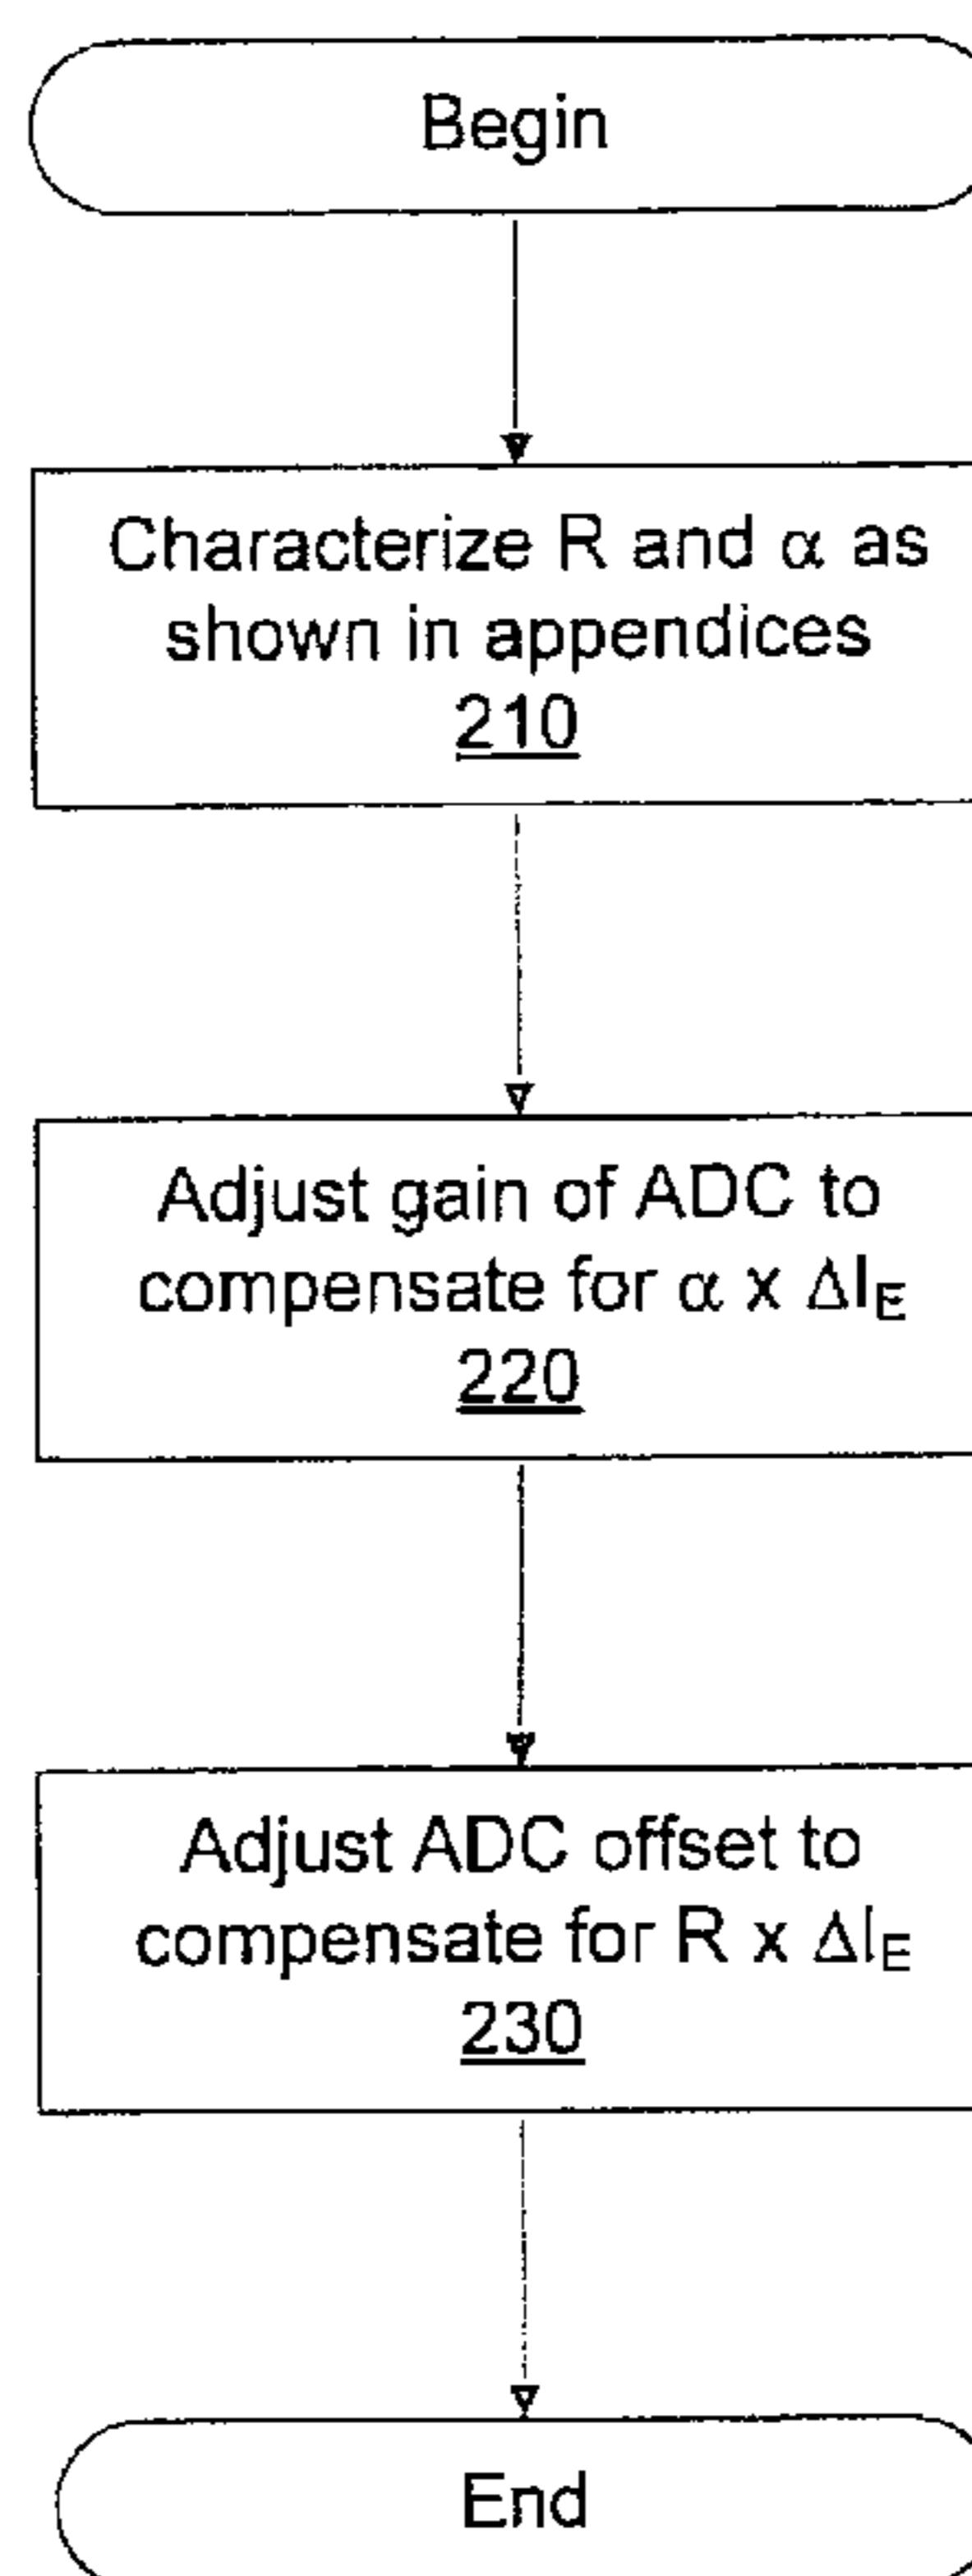 Begin
Characterize R and α as
shown in appendices
210
Adjust gain of ADC to
compensate for α x ΔI_E
220
Adjust ADC offset to
compensate for R x ΔI_E
230
End